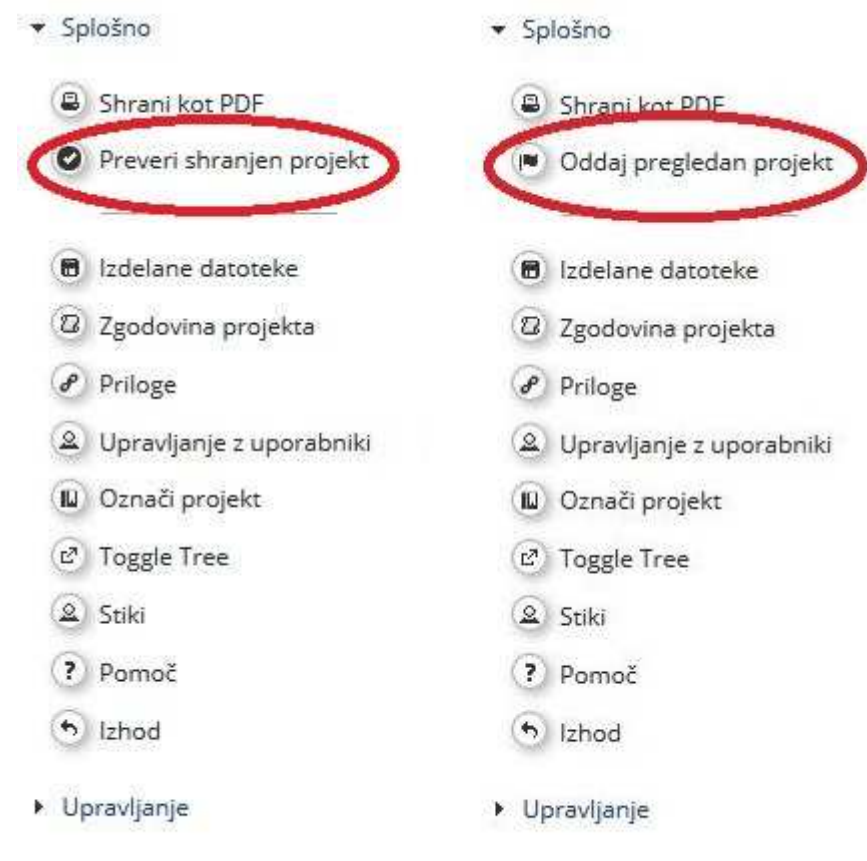 Splošno
Shrani kot PDF
Preveri shranjen projekt
Izdelane datoteke
Zgodovina projekta
Priloge
Upravljanje z uporabniki
Označi projekt
Toggle Tree
Stiki
Pomoč
Izhod
Upravljanje
Splošno
Shrani kot PDF
Oddaj pregledan projekt
Izdelane datoteke
Zgodovina projekta
Priloge
Upravljanje z uporabniki
Označi projekt
Toggle Tree
Stiki
Pomoč
Izhod
Upravljanje